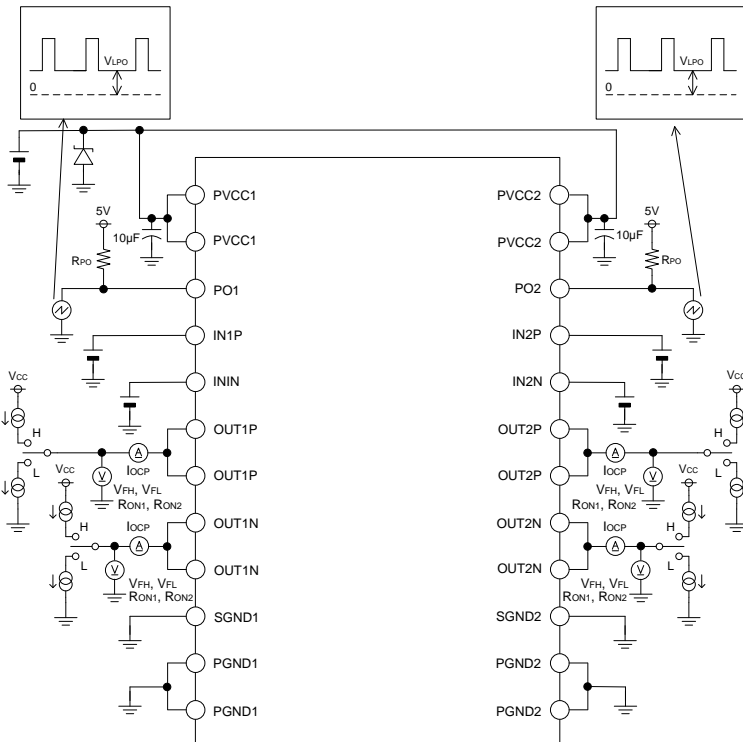 VLPO
0
VLPO
0
PVCC1
PVCC2
5V
5V
10µF
PVCC1
PVCC2
10µF
RPO
RPO
PO1
PO2
IN1P
IN2P
VCC
VCC
ININ
IN2N
H
OUT1P
OUT2P
H
L
IOCP
IOCP
L
VCC
VFH, VFL
OUT1P
OUT2P
VFH, VFL
VCC
RON1, RON2
RON1, RON2
H
IOCP
OUT1N
OUT2N
IOCP
H
L
L
VFH, VFL
OUT1N
OUT2N
VFH, VFL
RON1, RON2
RON1, RON2
SGND1
SGND2
PGND1
PGND2
PGND1
PGND2